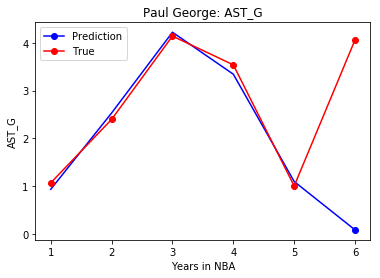 Paul George: AST_G
Prediction
True
4
3
2
1
0
AST_G
1 2 3 4 5 6
Years in NBA